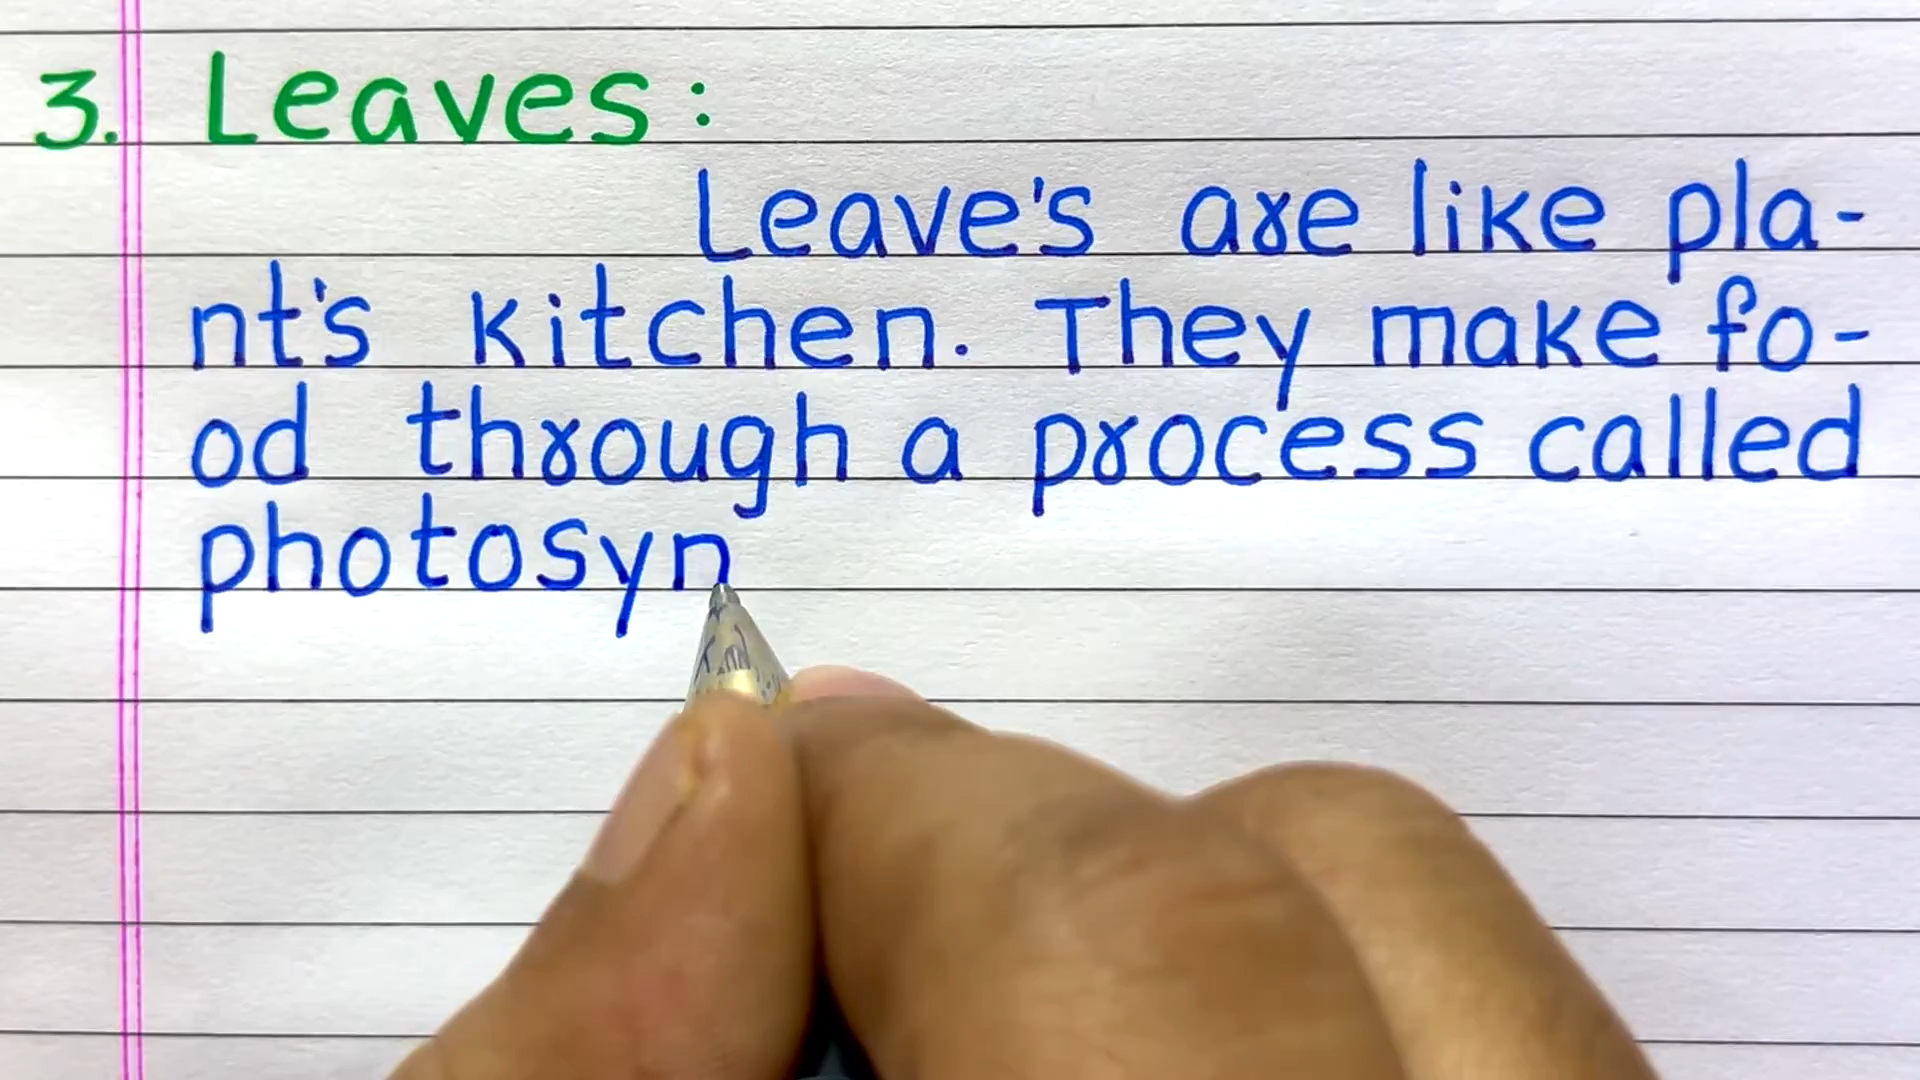 3. Leaves:
Leave's are like pla-
nt's kitchen. They make fo-
od through a process called
photosyn